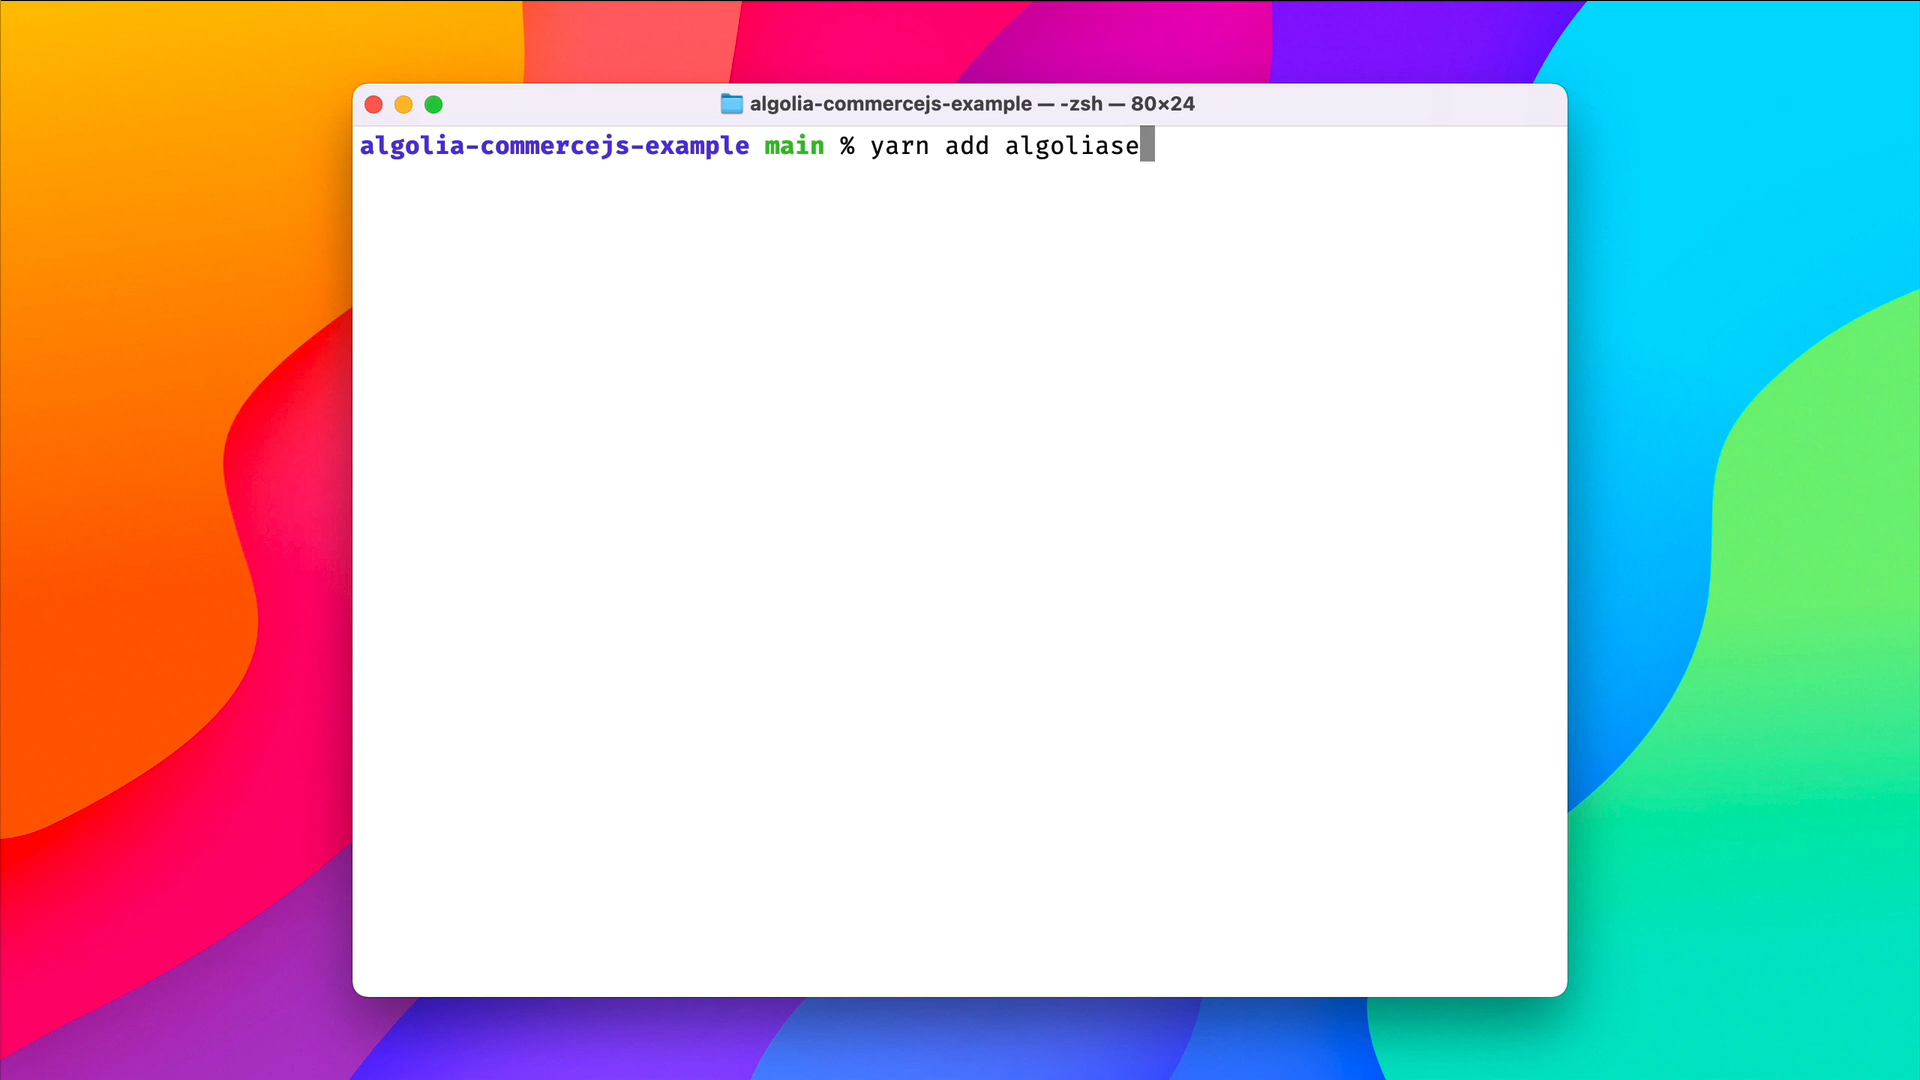 algolia-commercejs-example — -zsh — 80×24
algolia-commercejs-example main % yarn add algoliase